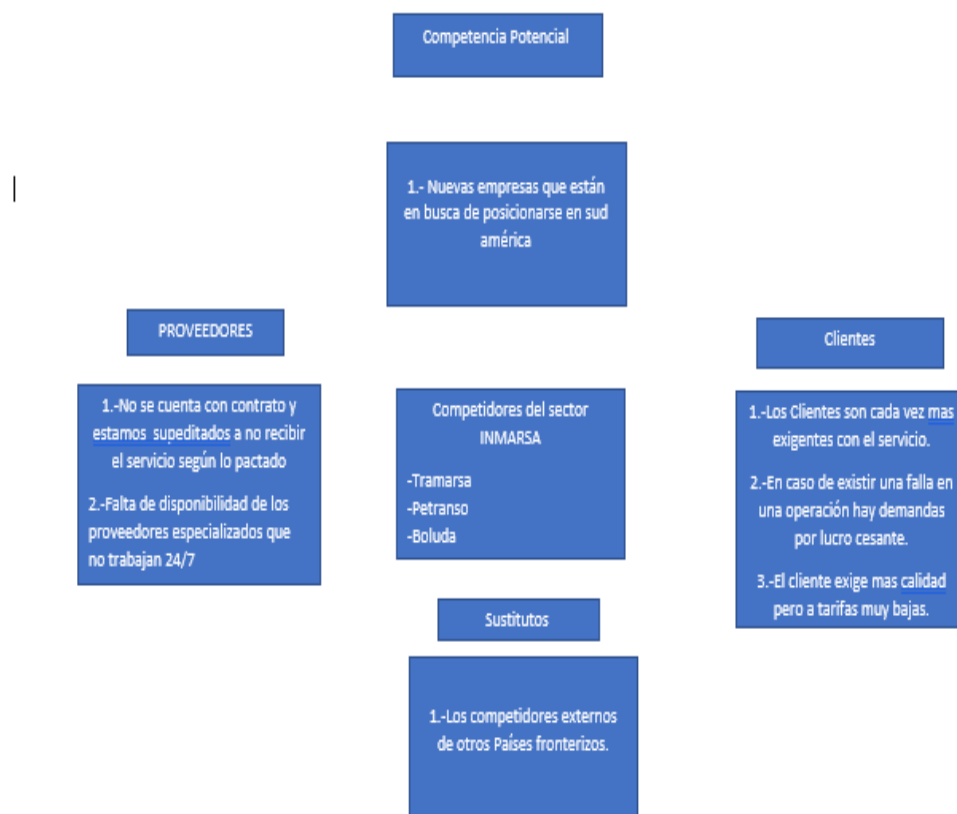 Competencia Potencial
1.- Nuevas empresas que están
en busca de posicionarse en sud
américa
PROVEEDORES
1.-No se cuenta con contrato y
estamos supeditados a no recibir
el servicio según lo pactado
2.-Falta de disponibilidad de los
proveedores especializados que
no trabajan 24/7
Competidores del sector
INMARSA
-Tramarsa
-Petranso
-Boluda
Clientes
1.-Los Clientes son cada vez mas
exigentes con el servicio.
2.-En caso de existir una falla en
una operación hay demandas
por lucro cesante.
3.-El cliente exige mas calidad
pero a tarifas muy bajas.
Sustitutos
1.-Los competidores externos
de otros Países fronterizos.